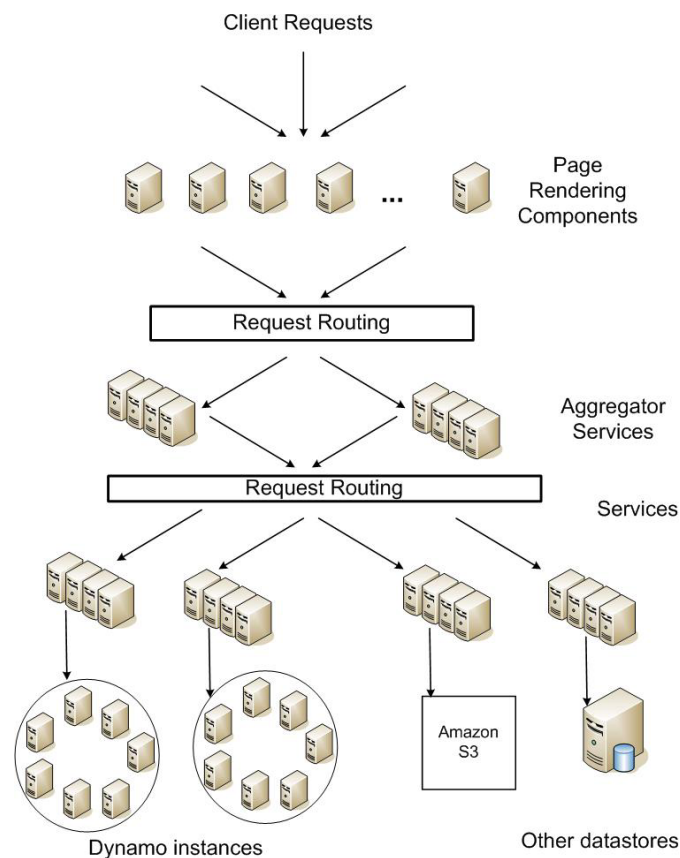 Client Requests
Page
Rendering
Components
...
Request Routing
Aggregator
Services
Request Routing
Services
Amazon
S3
Dynamo instances
Other datastores